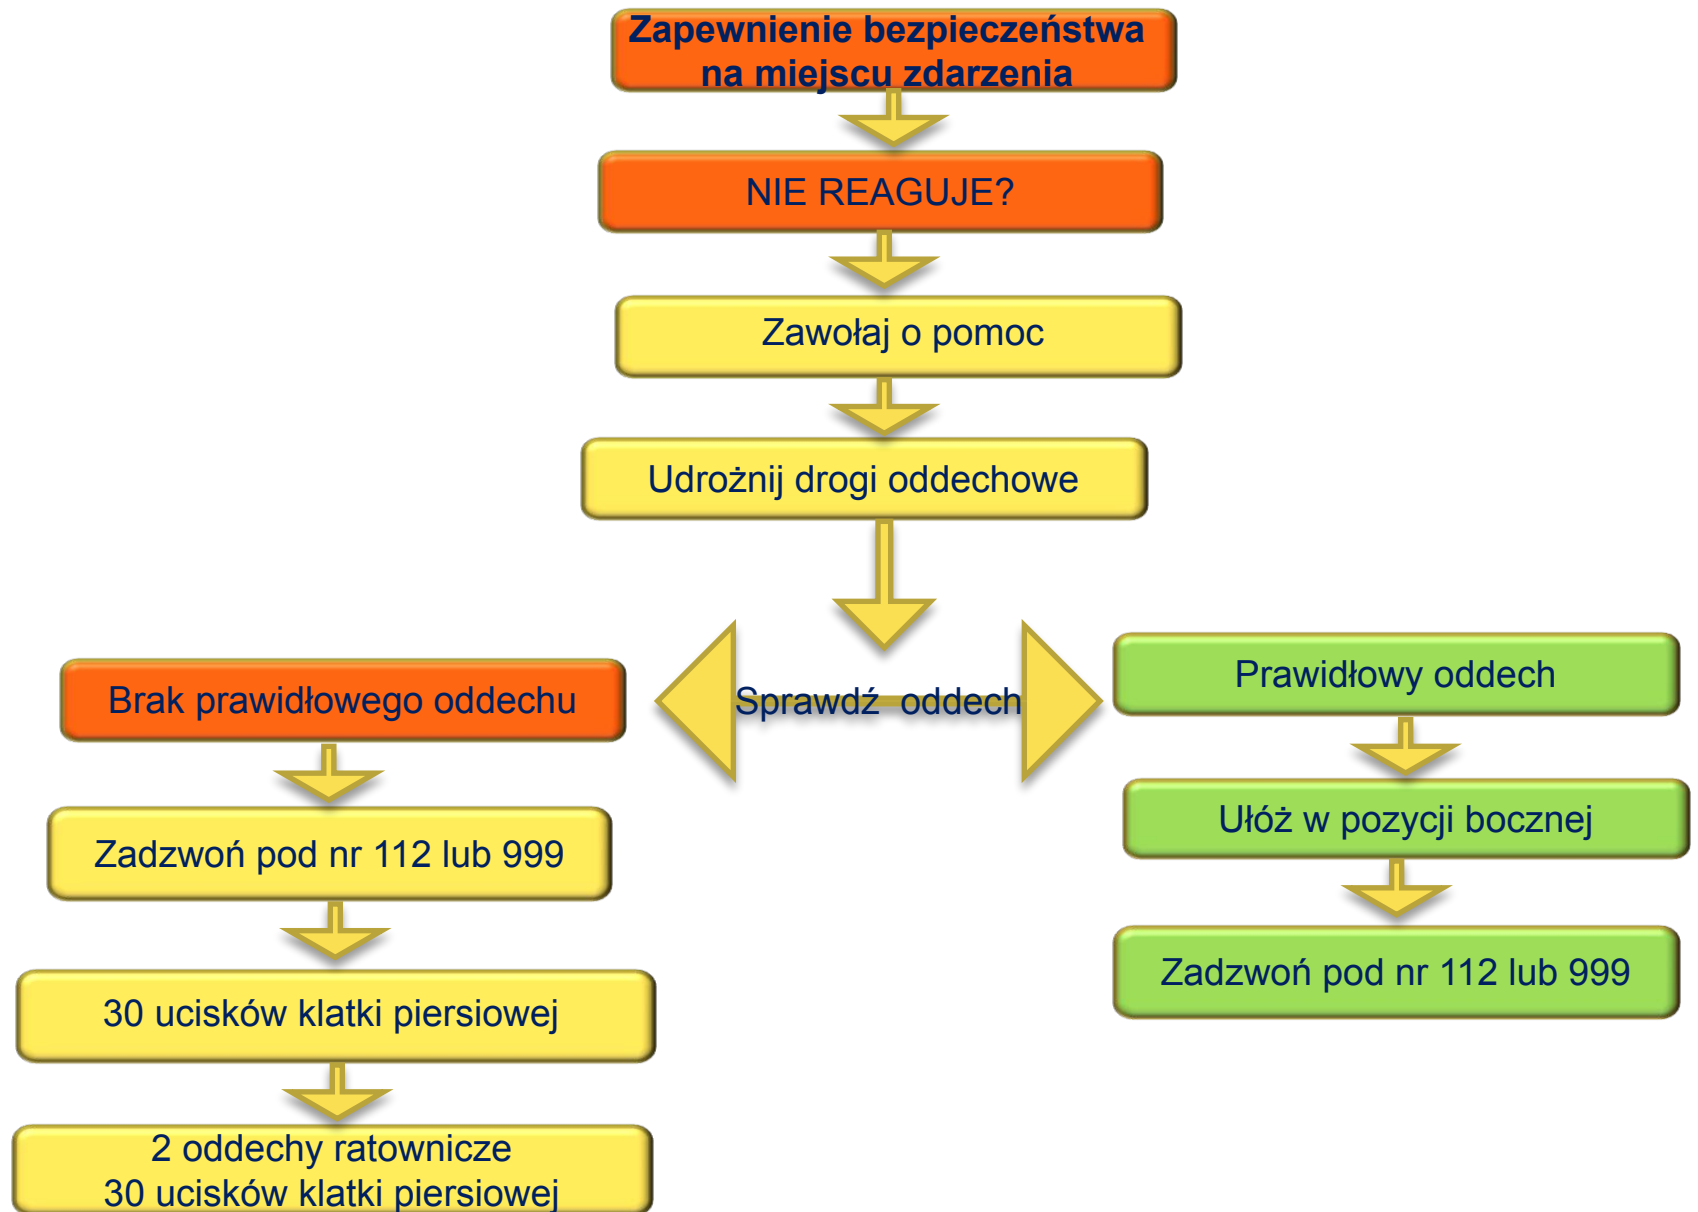 Zapewnienie bezpieczeństwa
na miejscu zdarzenia
NIE REAGUJE?
Zawołaj o pomoc
Udrożnij drogi oddechowe
Sprawdź oddech
Brak prawidłowego oddechu
Zadzwoń pod nr 112 lub 999
30 ucisków klatki piersiowej
2 oddechy ratownicze
30 ucisków klatki piersiowej
Prawidłowy oddech
Ułóż w pozycji bocznej
Zadzwoń pod nr 112 lub 999